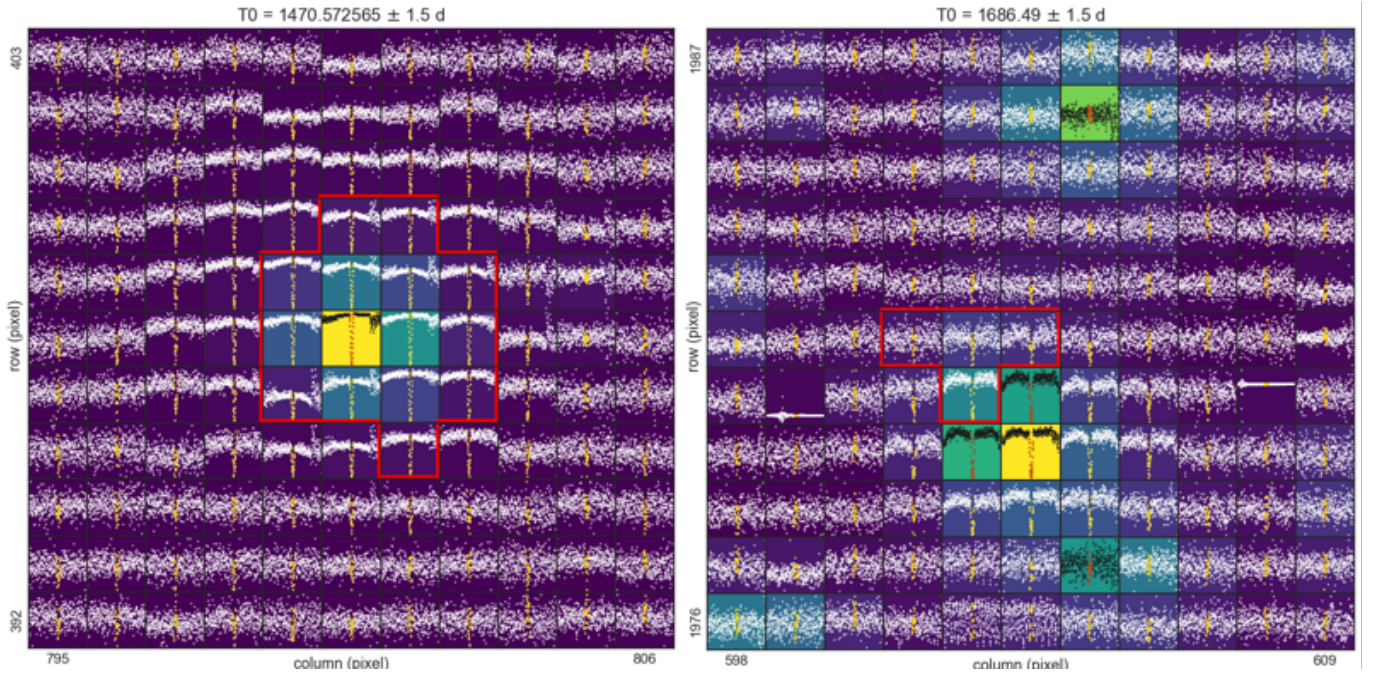 T0 = 1470.572565 ± 1.5 d
403
row (pixel)
392
795
column (pixel)
806
T0 = 1686.49 ± 1.5 d
1987
row (pixel)
1976
598
column (pixel)
609